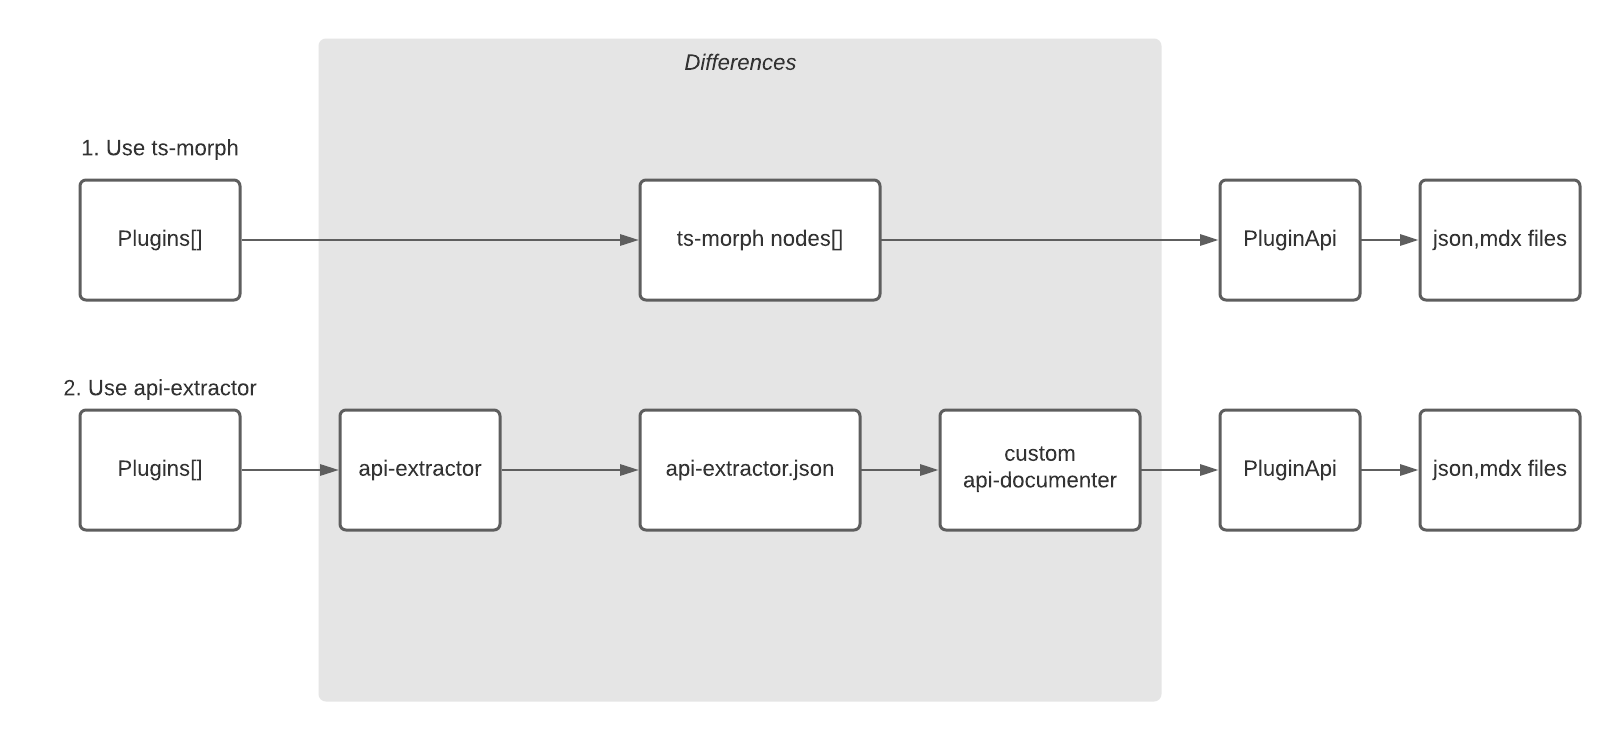 Differences
1. Use ts-morph
Plugins[]
ts-morph nodes[]
PluginApi
json,mdx files
2. Use api-extractor
Plugins[]
api-extractor
api-extractor.json
custom
api-documenter
PluginApi
json,mdx files